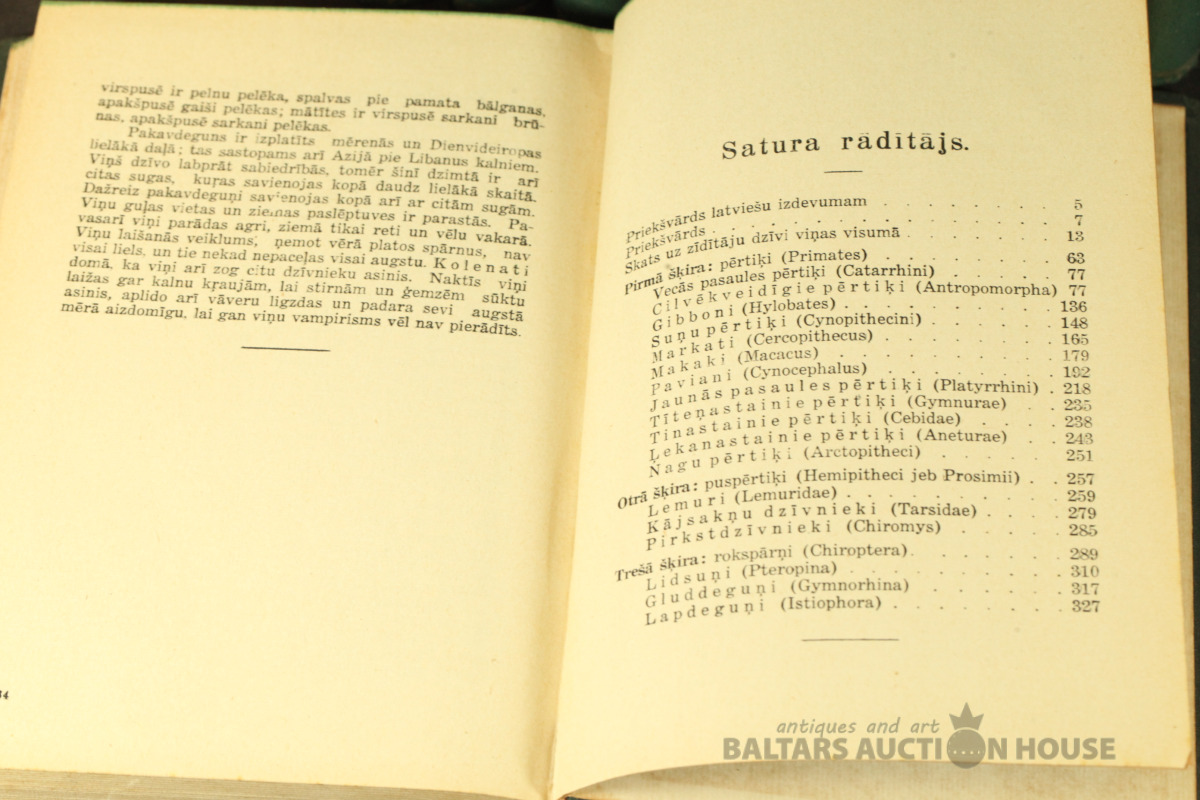 virspusē ir pelnu pelēka, spalvas pie pamata bālganas,
apakšpusē gaiši pelēkas; mātītes ir virspusē sarkani brū-
nas, apakšpusē sarkani pelēkas.
Pakavdeguns ir izplatīts mērenās un Dienvideiropas
lielākā daļā; tas sastopams arī Azijā pie Libanus kalniem.
Viņš dzīvo labprāt sabiedrībās, tomēr šinī dzimtā ir arī
citas sugas, kuŗas savienojas kopā daudz lielākā skaitā.
Dažreiz pakavdeguņi savienojas kopā arī ar citām sugām.
Viņu guļas vietas un ziemas paslēptuves ir parastās. Pa-
vasarī viņi parādas agri, ziemā tikai reti un vēlu vakarā.
Viņu laišanās veiklums, ņemot vērā platos spārnus, nav
visai liels, un tie nekad nepaceļas visai augstu. Kolenati
domā, ka viņi arī zog citu dzīvnieku asinis. Naktīs viņi
laižas gar kalnu kraujām, lai stirnām un ģemzēm sūktu
asinis, aplido arī vāveru ligzdas un padara sevi augstā
mērā aizdomīgu, lai gan viņu vampirisms vēl nav pierādīts.
34
Satura rādītājs.
Priekšvārds latviešu izdevumam . . . . . . . 5
Priekšvārds . . . . . . . . . . . 7
Skats uz zīdītāju dzīvi viņas visumā . . . . . . 13
Pirmā šķira: pērtiķi (Primates) . . . . . . . 63
Vecās pasaules pērtiķi (Catarrhini) . . . . . 77
Cilvēkveidīgie pērtiķi (Antropomorpha) 77
Gibboni (Hylobates) . . . . . . . . 136
Suņu pērtiķi (Cynopithecini) . . . . . 148
Markati (Cercopithecus) . . . . . . . 165
Makaki (Macacus) . . . . . . . . 179
Paviani (Cynocephalus) . . . . . . . 192
Jaunās pasaules pērtiķi (Platyrrhini) . 218
Tīteņastainie pērtiķi (Gymnurae) . . 235
Tinastainie pērtiķi (Cebidae) . . . . 238
Ļekanastainie pērtiķi (Aneturae) . . 243
Nagu pērtiķi (Arctopitheci) . . . . . 251
Otrā šķira: puspērtiķi (Hemipitheci jeb Prosimii) . . 257
Lemuri (Lemuridae) . . . . . . . . 259
Kājsakņu dzīvnieki (Tarsidae) . . . . 279
Pirkstdzīvnieki (Chiromys) . . . . . 285
Trešā šķira: rokspārņi (Chiroptera) . . . . . . 289
Lidsuņi (Pteropina) . . . . . . . . 310
Gluddeguņi (Gymnorhina) . . . . . . 317
Lapdeguņi (Istiophora) . . . . . . . 327
antiques and art
BALTARS AUCTION HOUSE